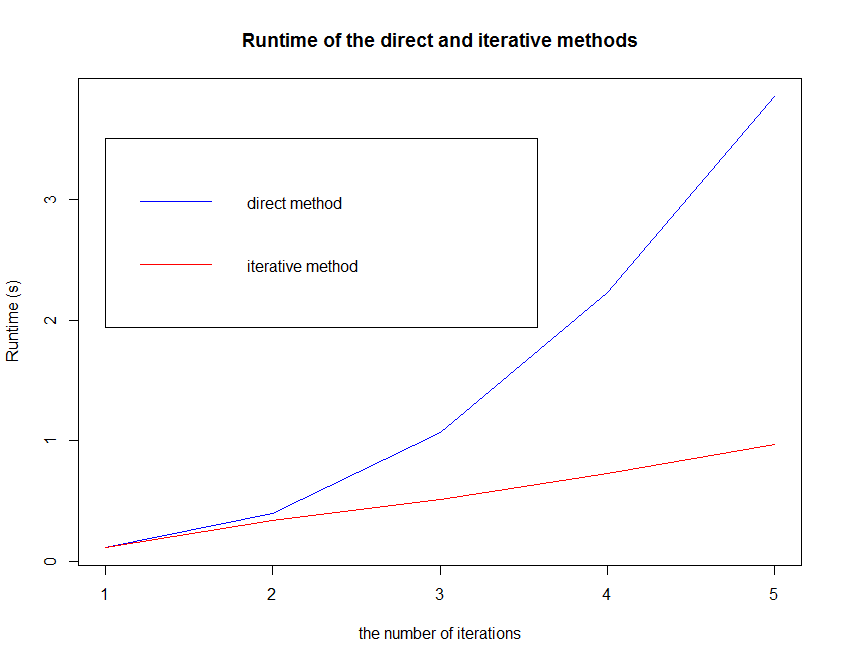 Runtime of the direct and iterative methods
direct method
iterative method
Runtime (s)
3
2
1
0
1 2 3 4 5
the number of iterations